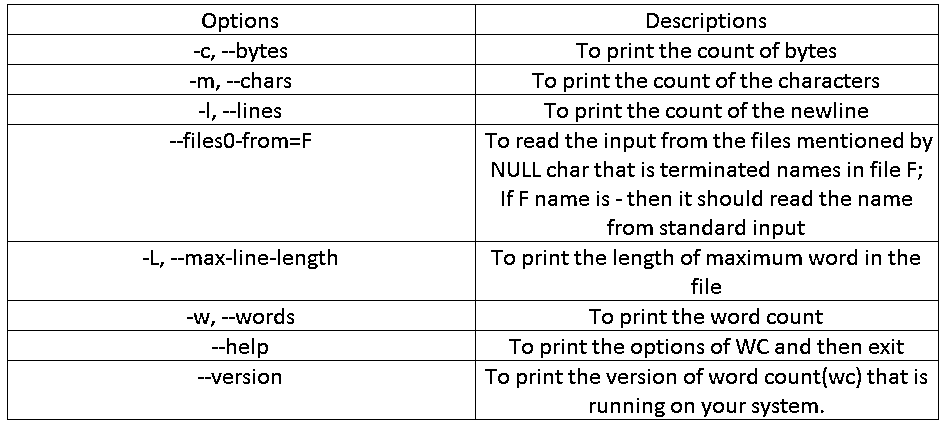 Options Descriptions
-c, --bytes To print the count of bytes
-m, --chars To print the count of the characters
-l, --lines To print the count of the newline
--files0-from=F To read the input from the files mentioned by
NULL char that is terminated names in file F;
If F name is - then it should read the name
from standard input
-L, --max-line-length To print the length of maximum word in the
file
-w, --words To print the word count
--help To print the options of WC and then exit
--version To print the version of word count(wc) that is
running on your system.